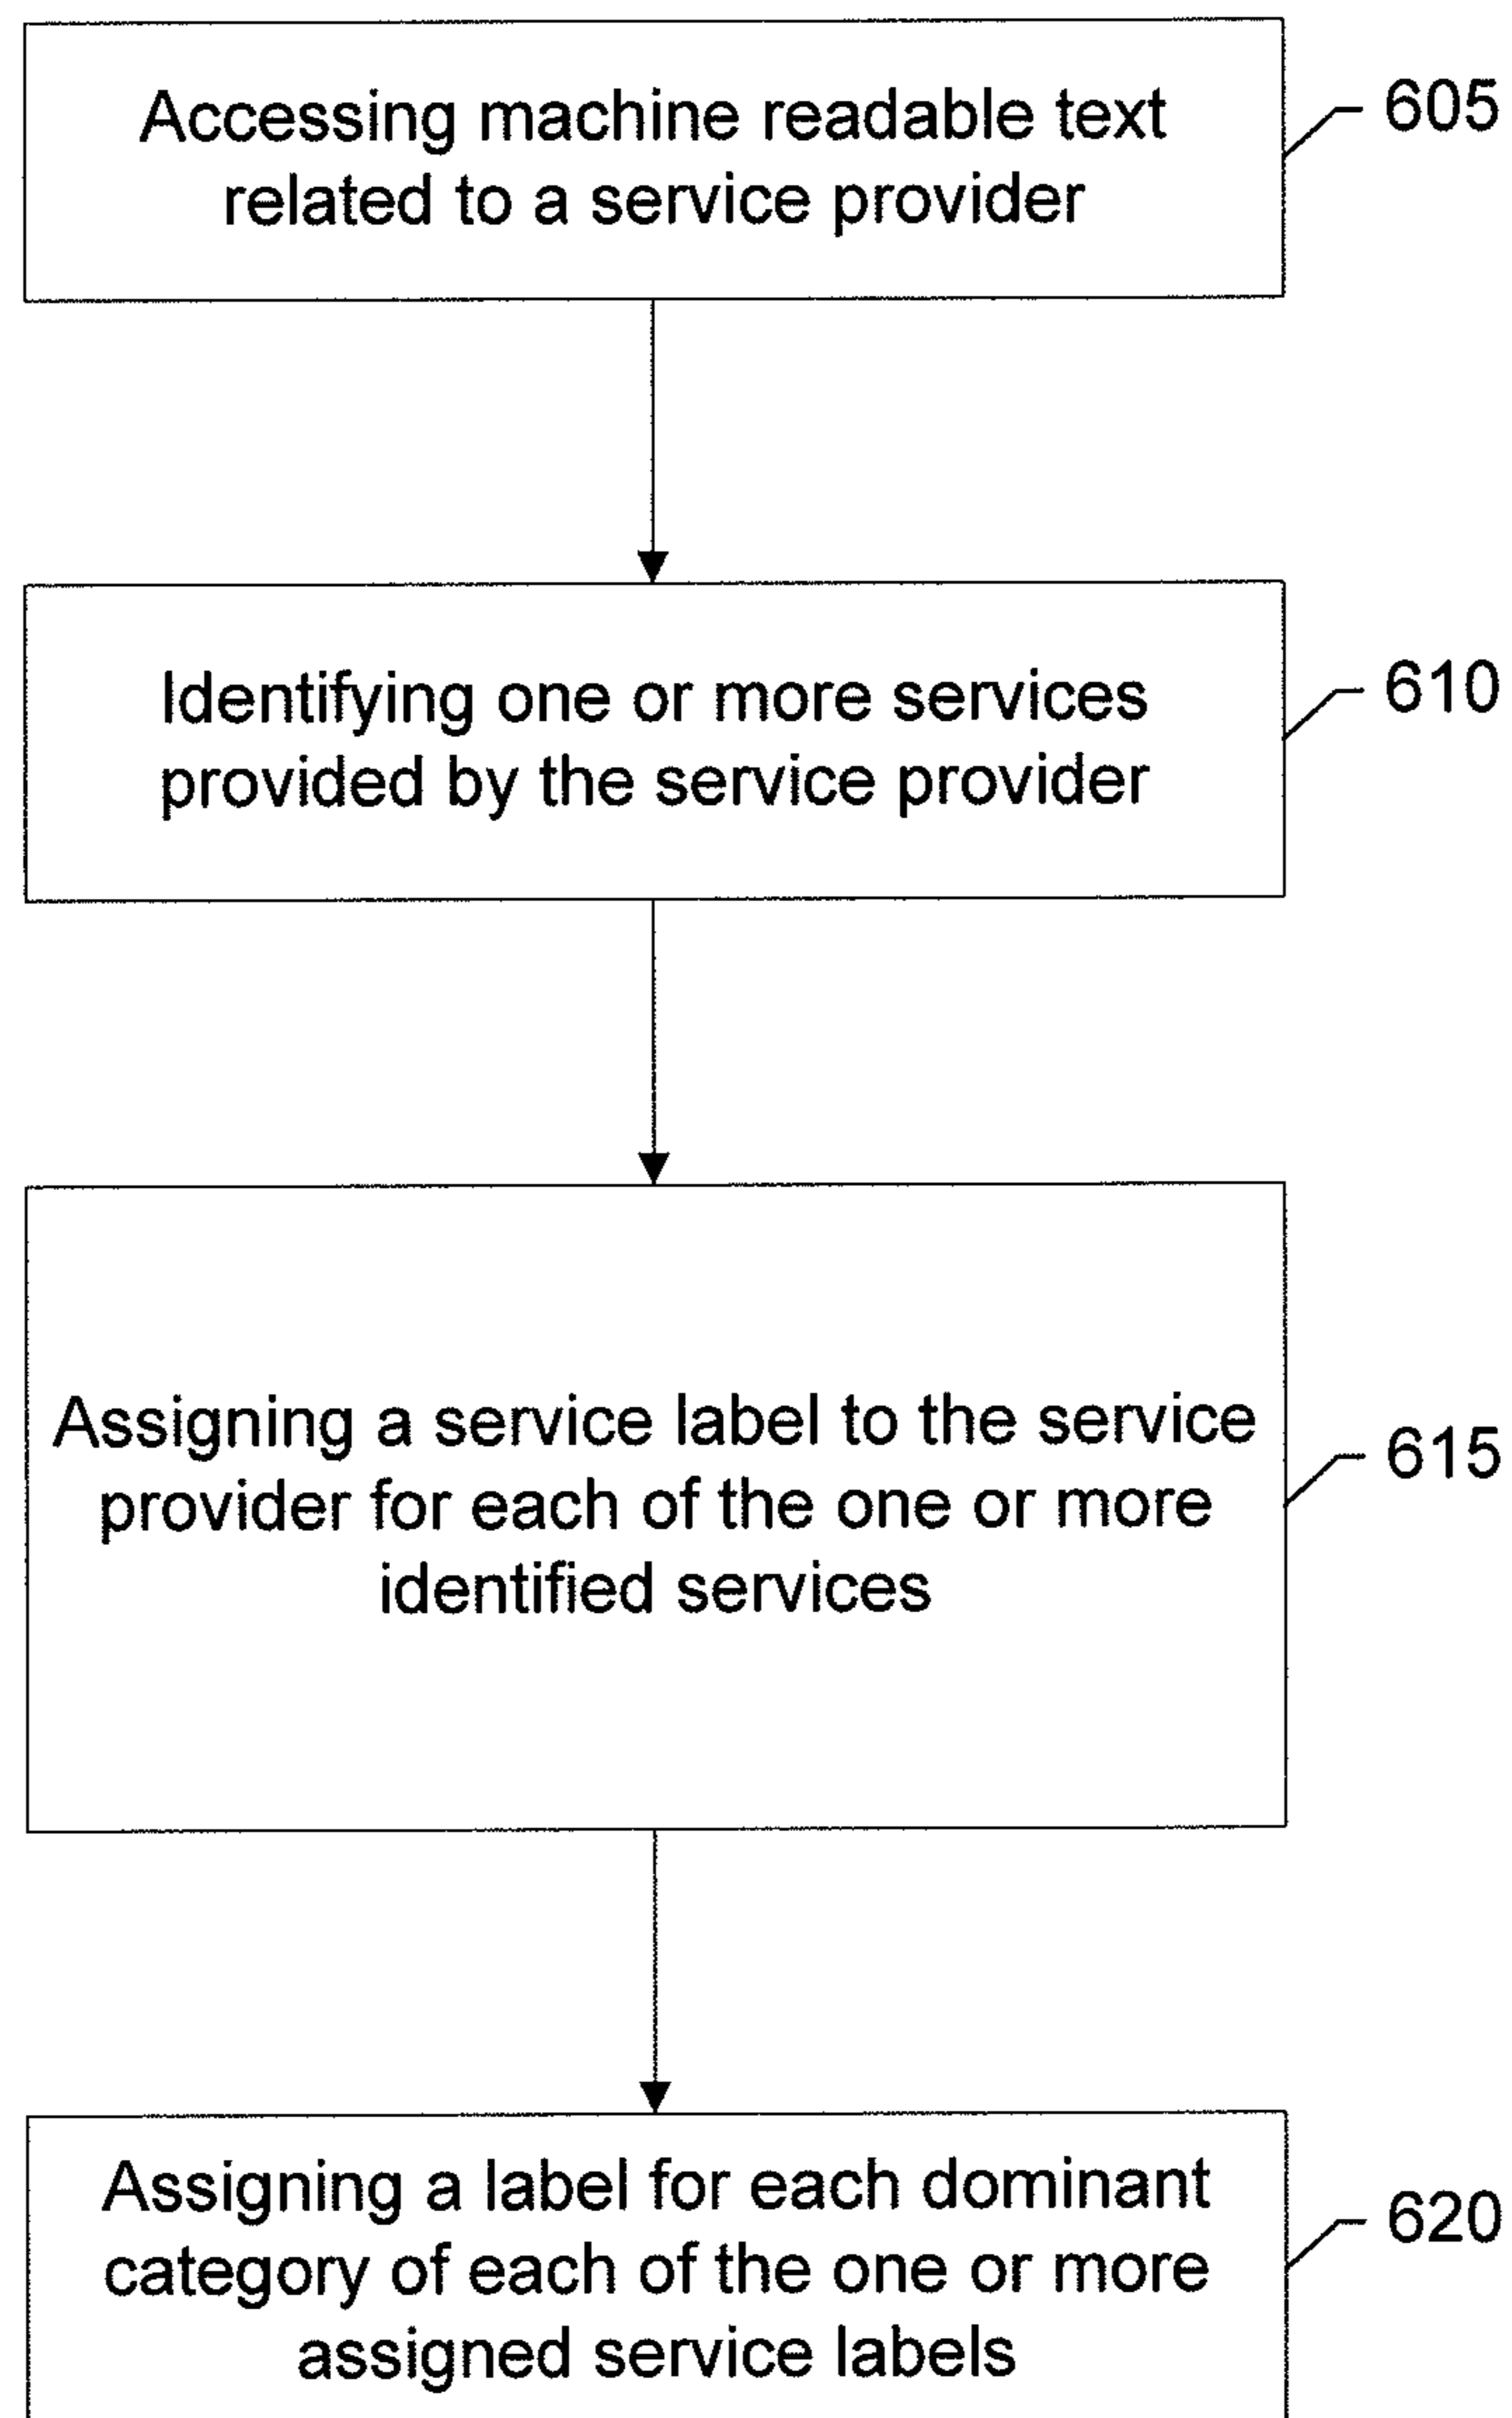 Accessing machine readable text
related to a service provider
605
Identifying one or more services
provided by the service provider
610
Assigning a service label to the service
provider for each of the one or more
identified services
615
Assigning a label for each dominant
category of each of the one or more
assigned service labels
620